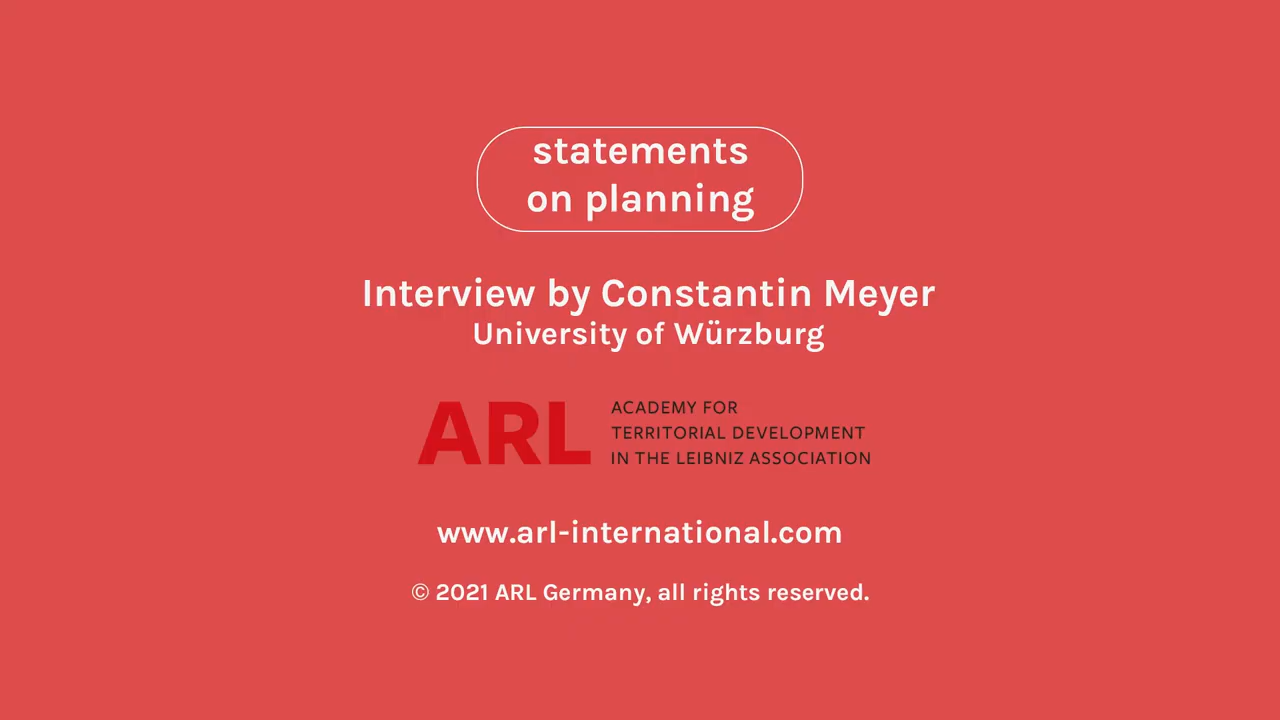 statements
on planning
Interview by Constantin Meyer
University of Würzburg
ARL
ACADEMY FOR
TERRITORIAL DEVELOPMENT
IN THE LEIBNIZ ASSOCIATION
www.arl-international.com
© 2021 ARL Germany, all rights reserved.